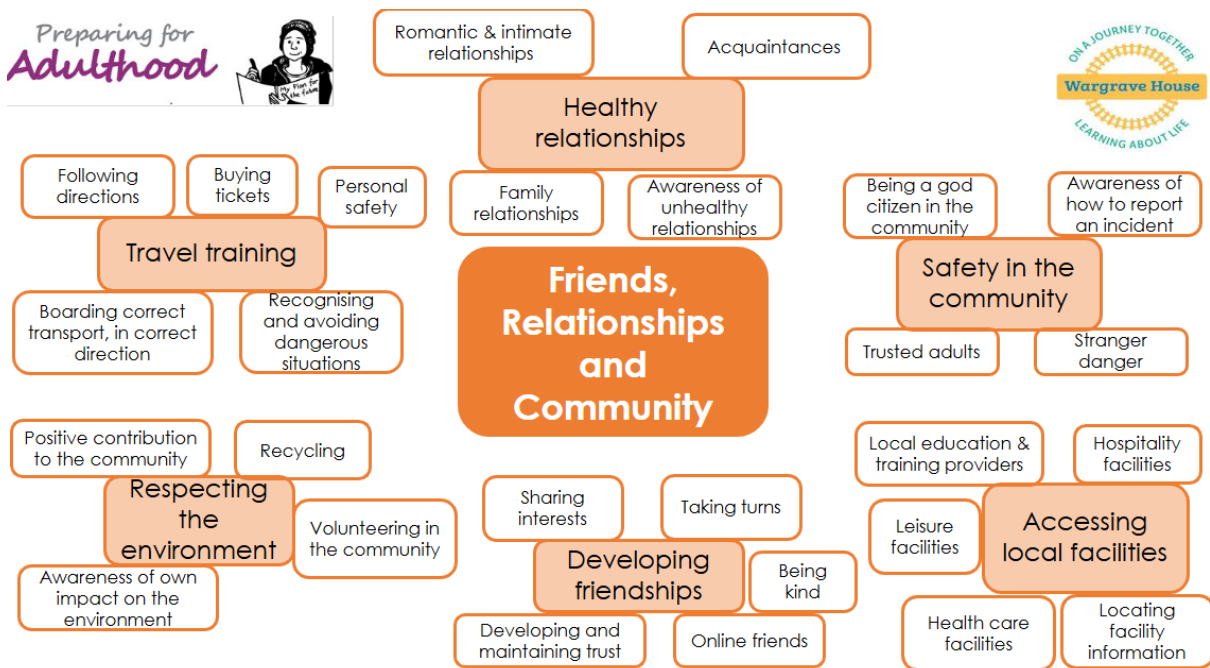 Preparing for
Adulthood
My Plan for
the future
Romantic & intimate
relationships
Acquaintances
Healthy
relationships
Family
relationships
Awareness of
unhealthy
relationships
ON A JOURNEY TOGETHER
Wargrave House
LEARNING ABOUT LIFE
Following
directions
Buying
tickets
Personal
safety
Travel training
Boarding correct
transport, in correct
direction
Recognising
and avoiding
dangerous
situations
Friends,
Relationships
and
Community
Being a god
citizen in the
community
Awareness of
how to report
an incident
Safety in the
community
Trusted adults
Stranger
danger
Positive contribution
to the community
Recycling
Respecting
the
environment
Volunteering in
the community
Awareness of own
impact on the
environment
Sharing
interests
Taking turns
Developing
friendships
Being
kind
Developing and
maintaining trust
Online friends
Local education &
training providers
Hospitality
facilities
Leisure
facilities
Accessing
local facilities
Health care
facilities
Locating
facility
information